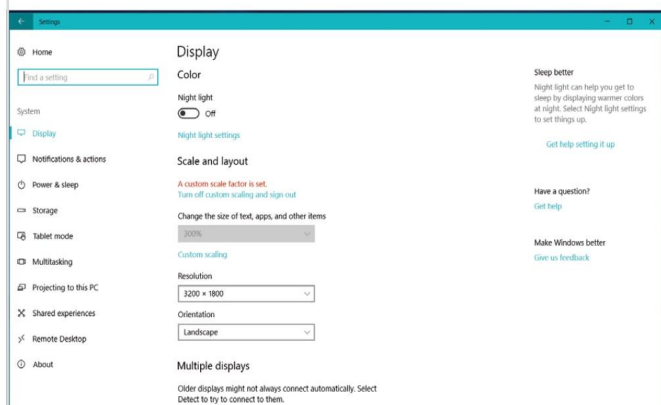 Settings
Home
Find a setting
System
Display
Notifications & actions
Power & sleep
Storage
Tablet mode
Multitasking
Projecting to this PC
Shared experiences
Remote Desktop
About
Display
Color
Night light
Off
Night light settings
Scale and layout
A custom scale factor is set.
Turn off custom scaling and sign out
Change the size of text, apps, and other items
300%
Custom scaling
Resolution
3200 × 1800
Orientation
Landscape
Multiple displays
Older displays might not always connect automatically. Select
Detect to try to connect to them.
Sleep better
Night light can help you get to
sleep by displaying warmer colors
at night. Select Night light settings
to set things up.
Get help setting it up
Have a question?
Get help
Make Windows better
Give us feedback